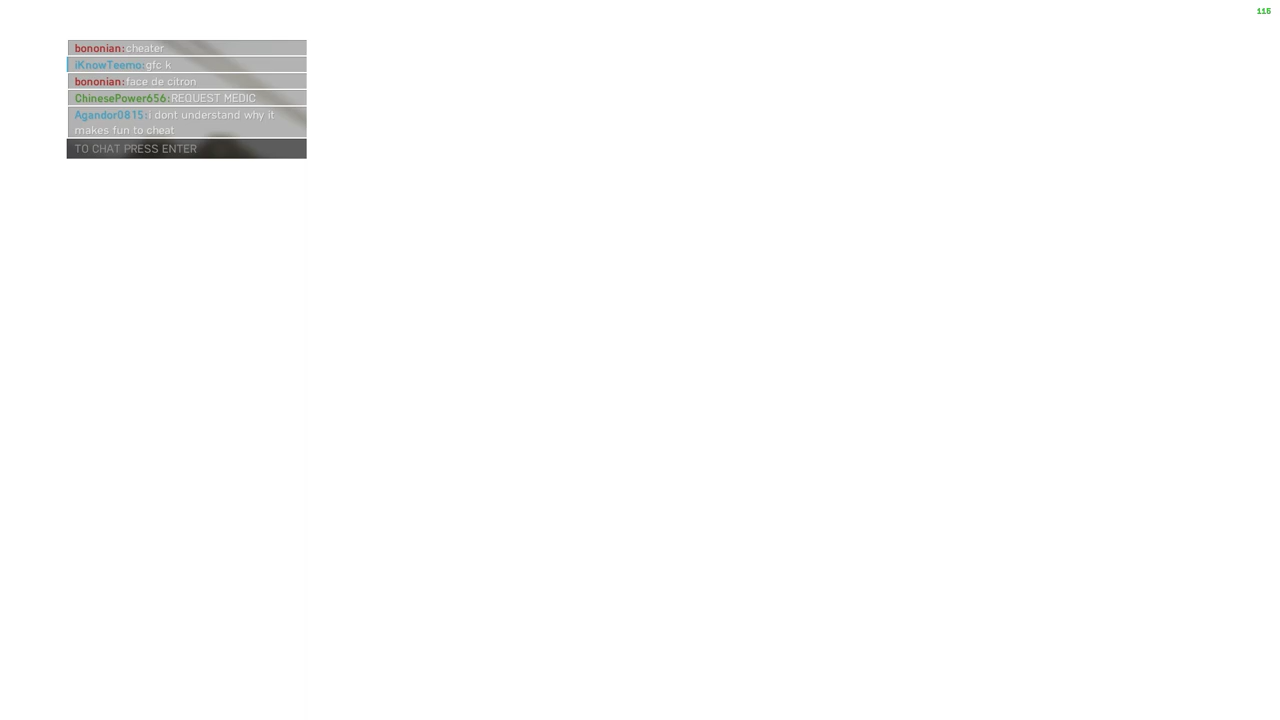 115
bononian:cheater
iKnowTeemo:gfc k
bononian:face de citron
ChinesePower656:REQUEST MEDIC
Agandor0815:i dont understand why it
makes fun to cheat
TO CHAT PRESS ENTER